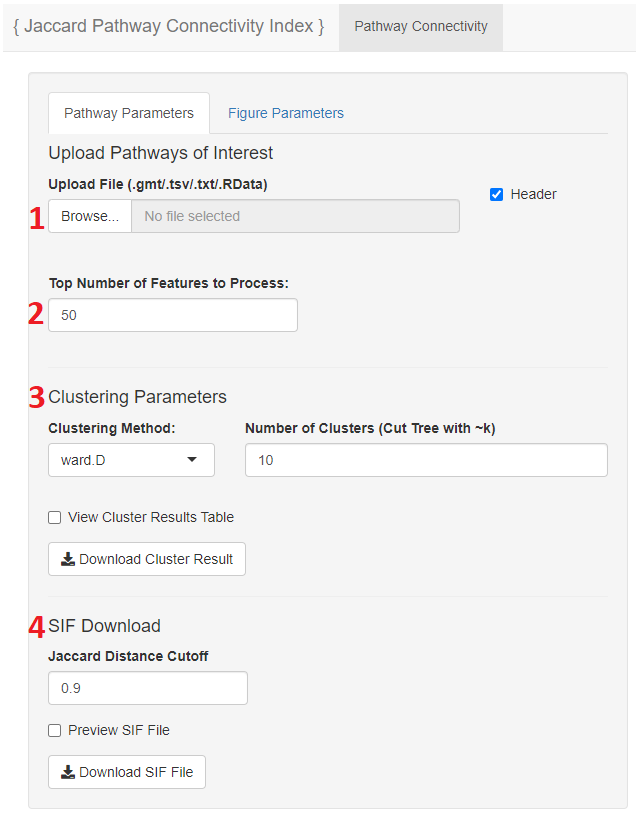 { Jaccard Pathway Connectivity Index } Pathway Connectivity
Pathway Parameters Figure Parameters
Upload Pathways of Interest
Upload File (.gmt/.tsv/.txt/.RData)
Header
1 Browse... No file selected
Top Number of Features to Process:
2 50
3 Clustering Parameters
Clustering Method: Number of Clusters (Cut Tree with ~k)
ward.D 10
View Cluster Results Table
Download Cluster Result
4 SIF Download
Jaccard Distance Cutoff
0.9
Preview SIF File
Download SIF File